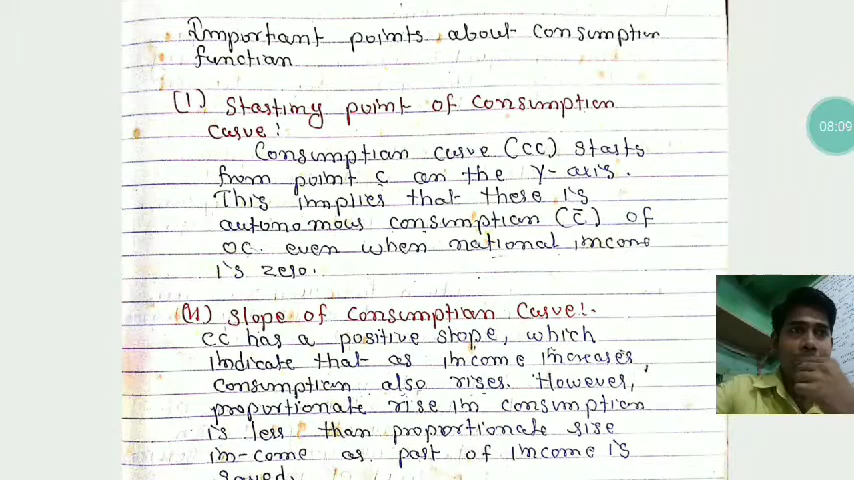 Important points about consumption
function
(I) Starting point of consumption
Curve!
Consumption curve (CC) starts
from point C on the Y-axis.
This implies that there is
autonomous consumption (C̄) of
OC. even when national income
is zero.
(II) Slope of Consumption Curve!.
CC has a positive slope, which
indicate that as income increases,
consumption also rises. However,
proportionate rise in consumption
is less than proportionate rise
in-come as part of income is
saved.
08:09